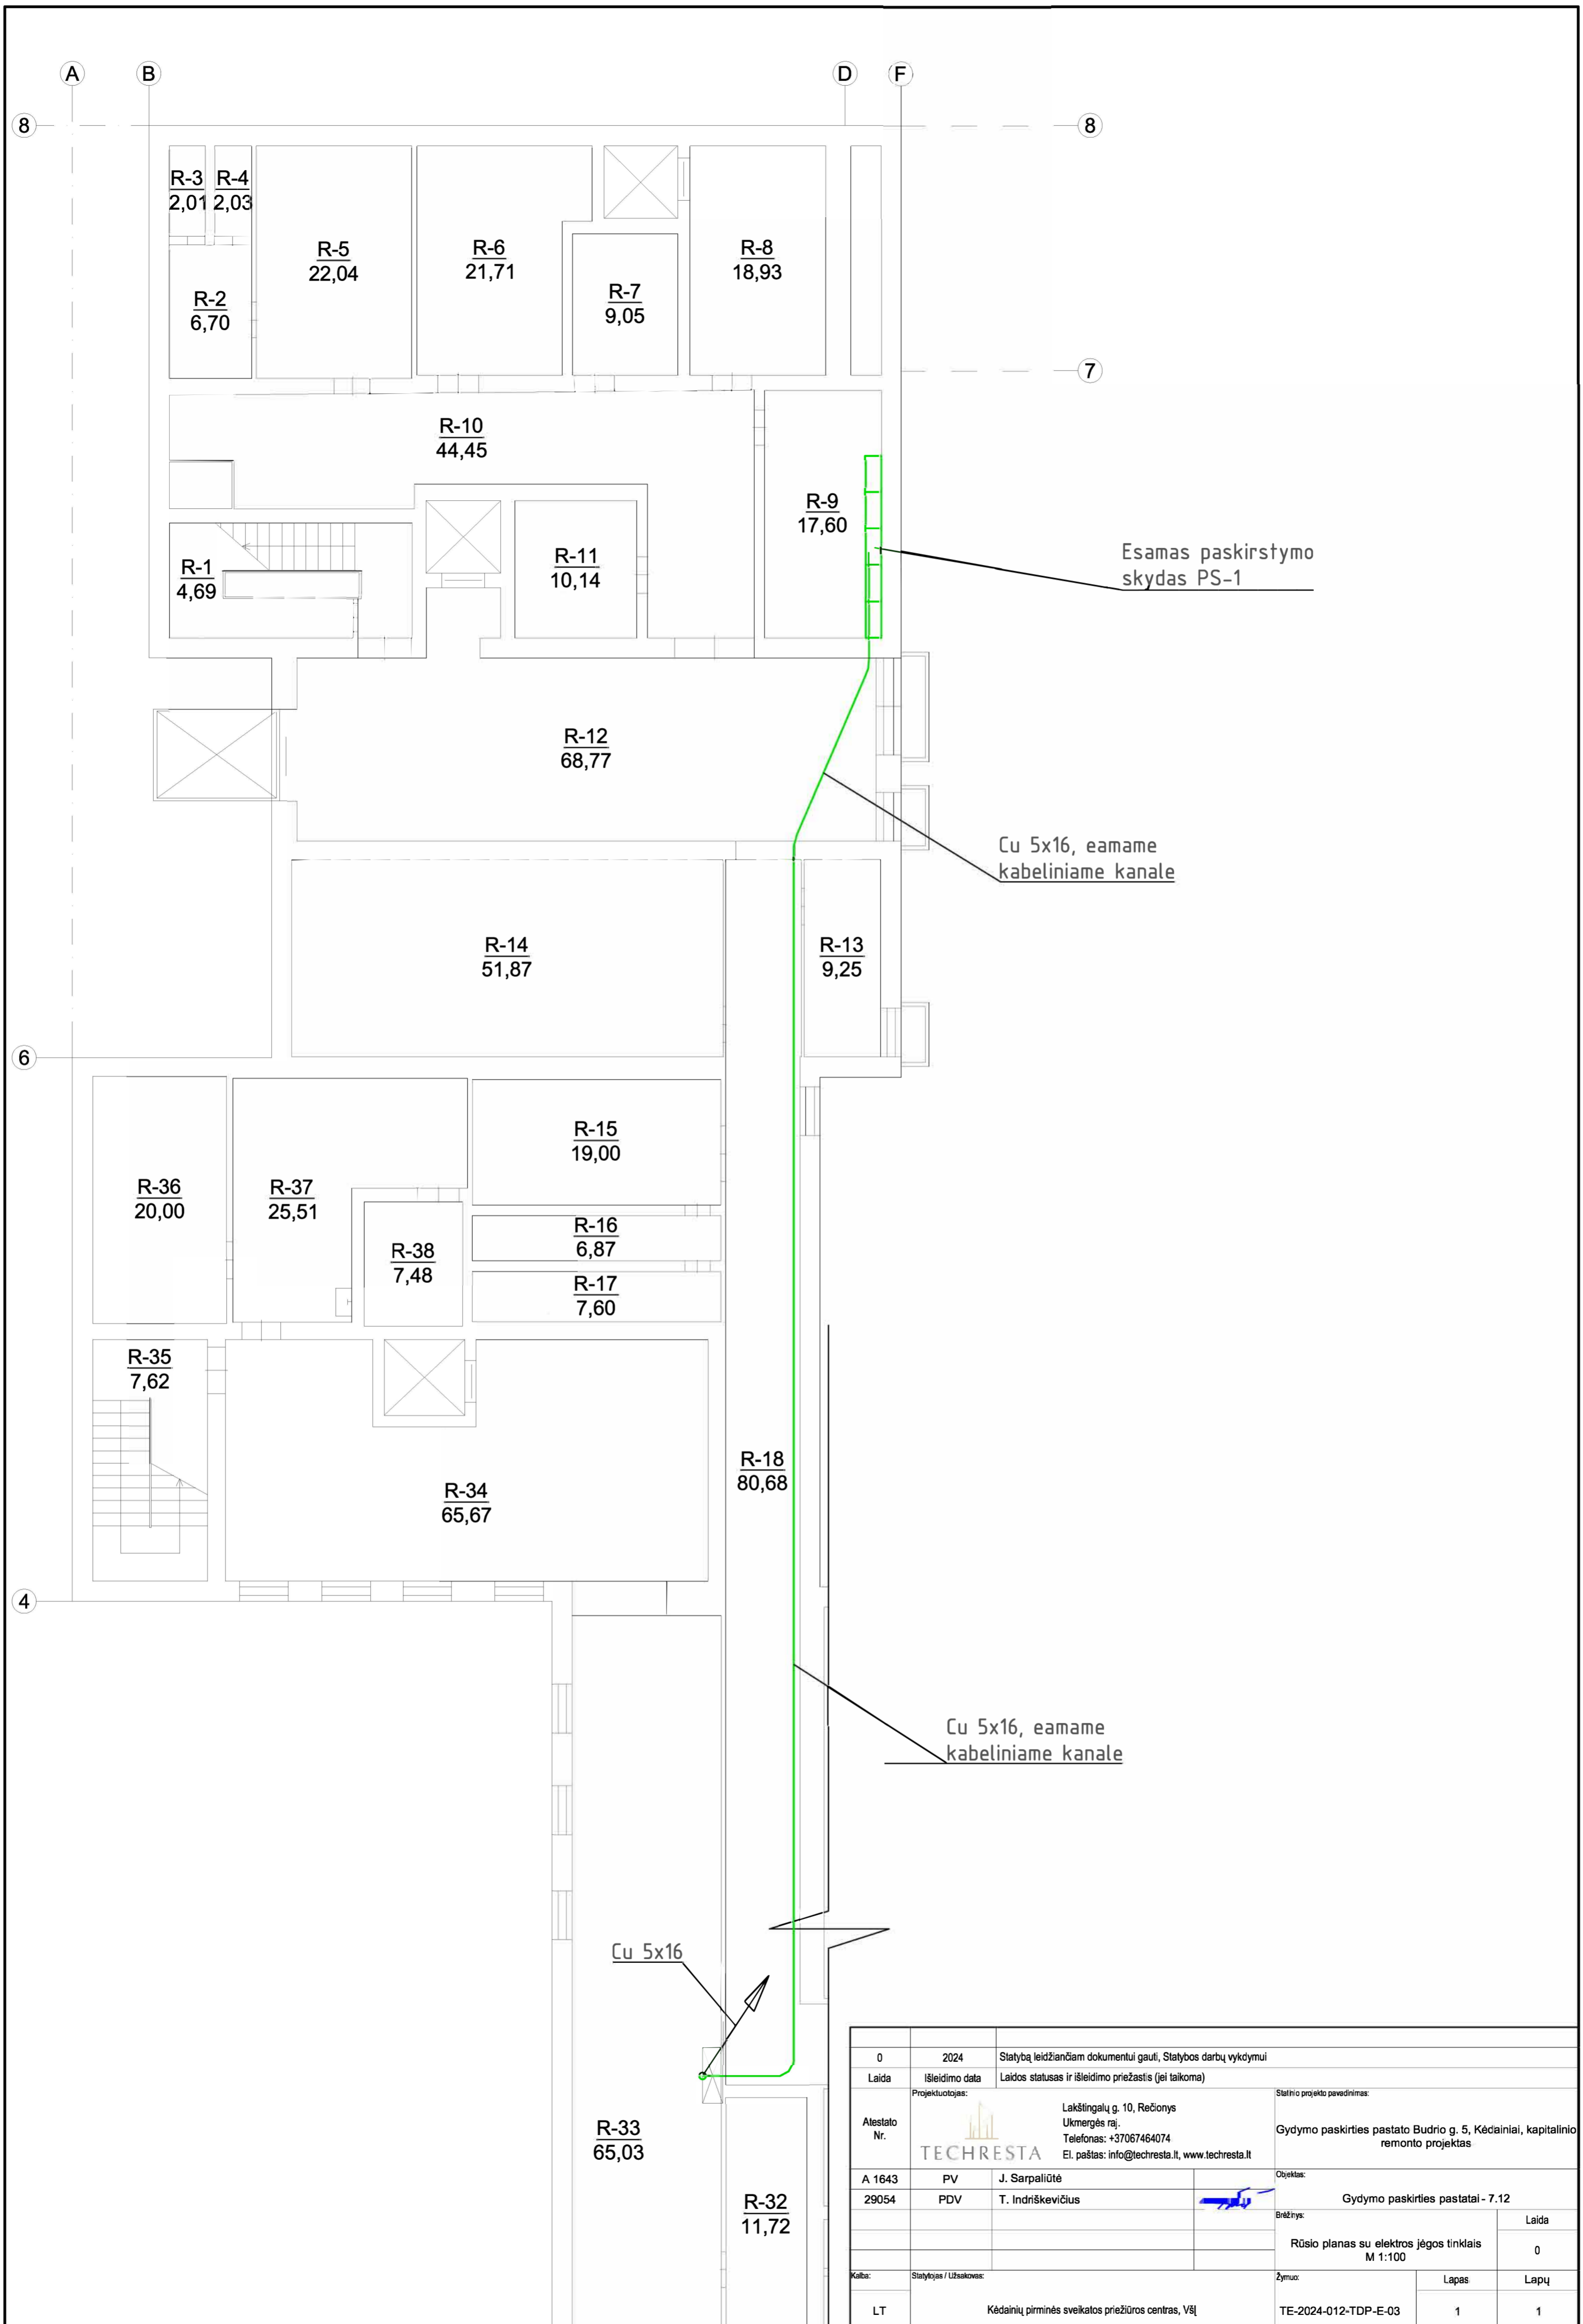 A
B
D
F
8
8
R-3
2,01
R-4
2,03
R-5
22,04
R-6
21,71
R-8
18,93
R-7
9,05
R-2
6,70
7
R-10
44,45
R-9
17,60
R-1
4,69
R-11
10,14
Esamas paskirstymo
skydas PS-1
R-12
68,77
Cu 5x16, eamame
kabeliniame kanale
R-14
51,87
R-13
9,25
6
R-15
19,00
R-36
20,00
R-37
25,51
R-16
6,87
R-38
7,48
R-17
7,60
R-35
7,62
R-18
80,68
R-34
65,67
4
Cu 5x16, eamame
kabeliniame kanale
Cu 5x16
R-33
65,03
R-32
11,72
0
2024
Statybą leidžiančiam dokumentui gauti, Statybos darbų vykdymui
Laida
Išleidimo data
Laidos statusas ir išleidimo priežastis (jei taikoma)
Atestato
Nr.
Projektuotojas:
TECHRESTA
Lakštingalų g. 10, Rečionys
Ukmergės raj.
Telefonas: +37067464074
El. paštas: info@techresta.lt, www.techresta.lt
Statinio projekto pavadinimas:
Gydymo paskirties pastato Budrio g. 5, Kėdainiai, kapitalinio
remonto projektas
A 1643
PV
J. Sarpaliūtė
29054
PDV
T. Indriškevičius
Objektas:
Gydymo paskirties pastatai - 7.12
Brėžinys:
Rūsio planas su elektros jėgos tinklais
M 1:100
Laida
0
Kalba:
LT
Statytojas / Užsakovas:
Kėdainių pirminės sveikatos priežiūros centras, VšĮ
Žymuo:
TE-2024-012-TDP-E-03
Lapas
1
Lapų
1